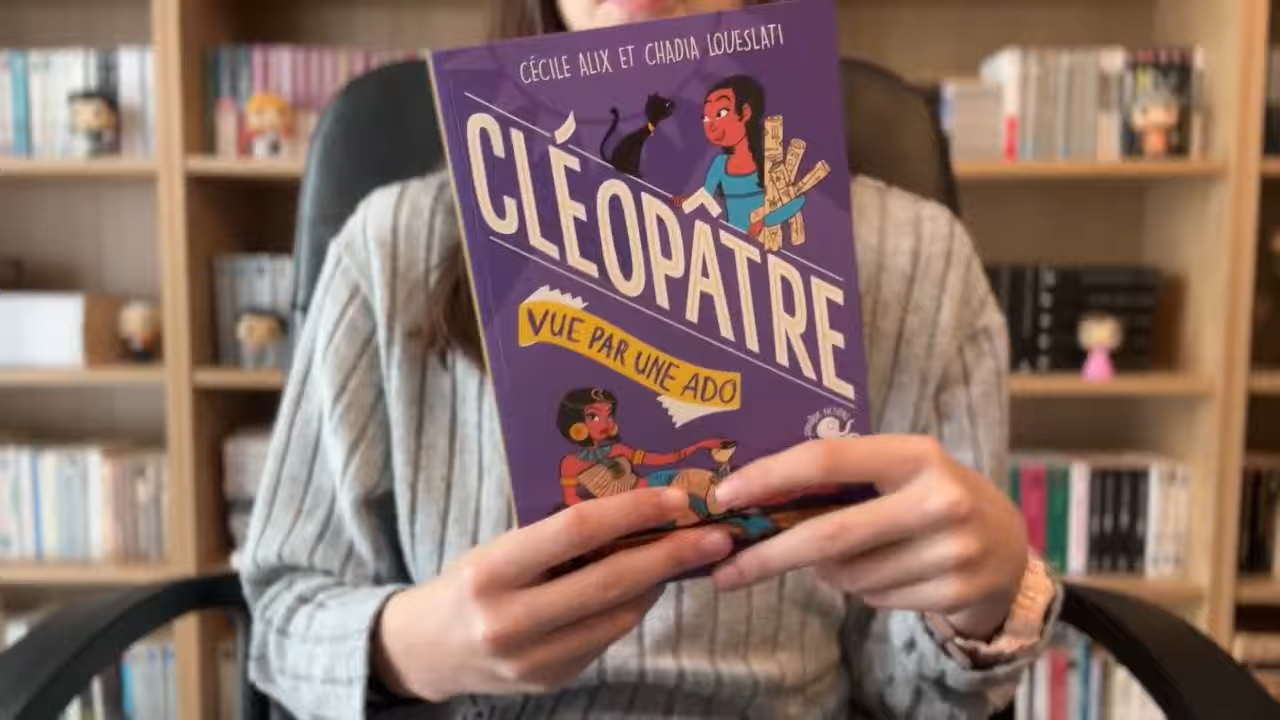 CÉCILE ALIX ET CHADIA LOUESLATI
CLÉOPÂTRE
VUE PAR UNE ADO